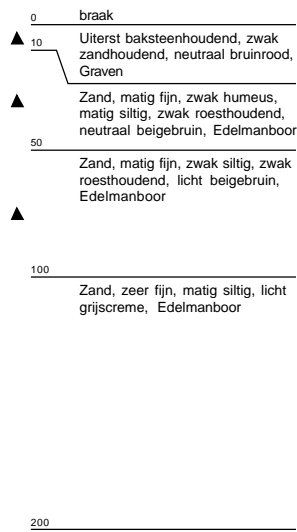 0 braak
10 Uiterst baksteenhoudend, zwak
zandhoudend, neutraal bruinrood,
Graven
Zand, matig fijn, zwak humeus,
matig siltig, zwak roesthoudend,
neutraal beigebruin, Edelmanboor
50
Zand, matig fijn, zwak siltig, zwak
roesthoudend, licht beigebruin,
Edelmanboor
100
Zand, zeer fijn, matig siltig, licht
grijscreme, Edelmanboor
200